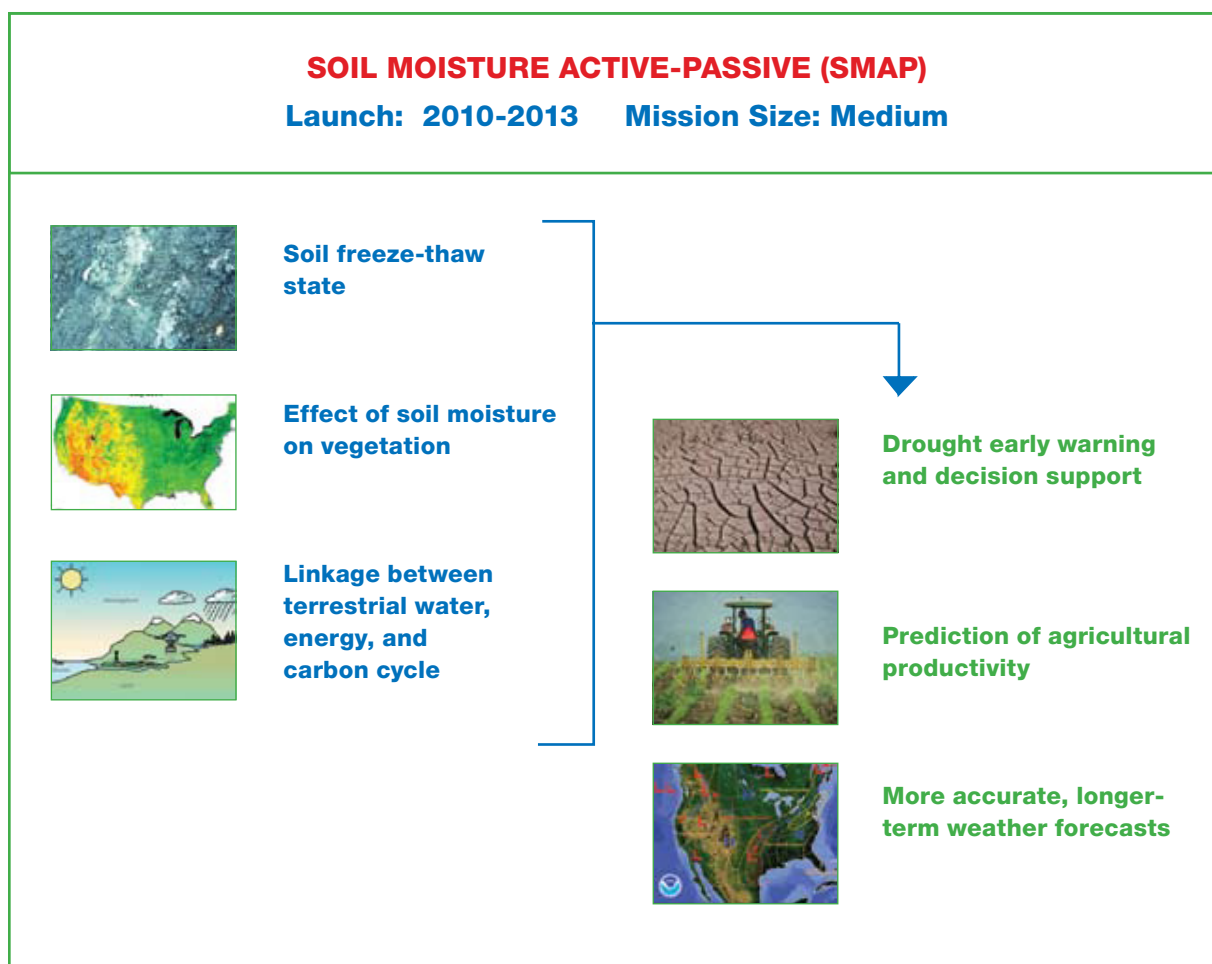 SOIL MOISTURE ACTIVE-PASSIVE (SMAP)
Launch: 2010-2013 Mission Size: Medium
Soil freeze-thaw
state
Effect of soil moisture
on vegetation
Linkage between
terrestrial water,
energy, and
carbon cycle
Drought early warning
and decision support
Prediction of agricultural
productivity
More accurate, longer-
term weather forecasts